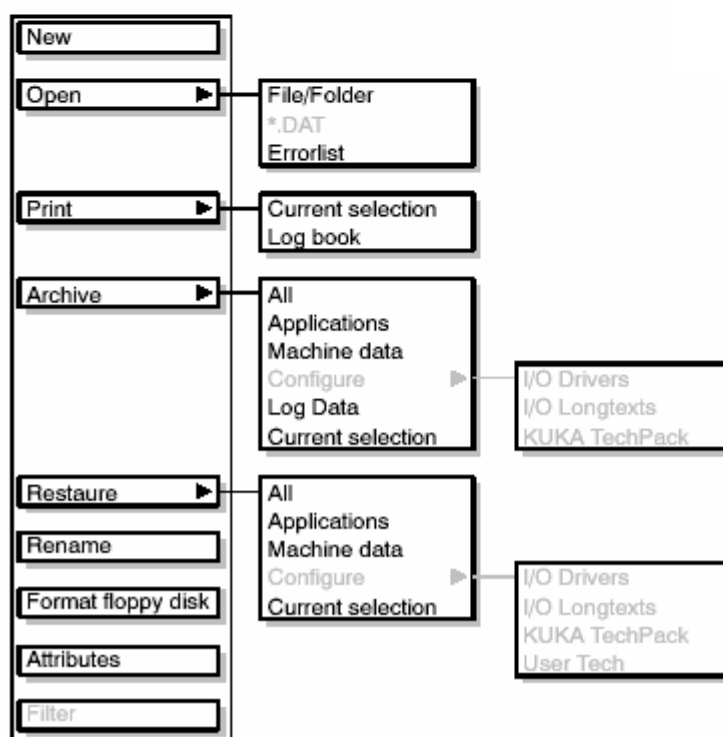 New
Open
File/Folder
*.DAT
Errorlist
Print
Current selection
Log book
Archive
All
Applications
Machine data
Configure
I/O Drivers
Log Data
I/O Longtexts
Current selection
KUKA TechPack
Restaure
All
Applications
Rename
Machine data
Configure
I/O Drivers
Format floppy disk
Current selection
I/O Longtexts
KUKA TechPack
Attributes
User Tech
Filter